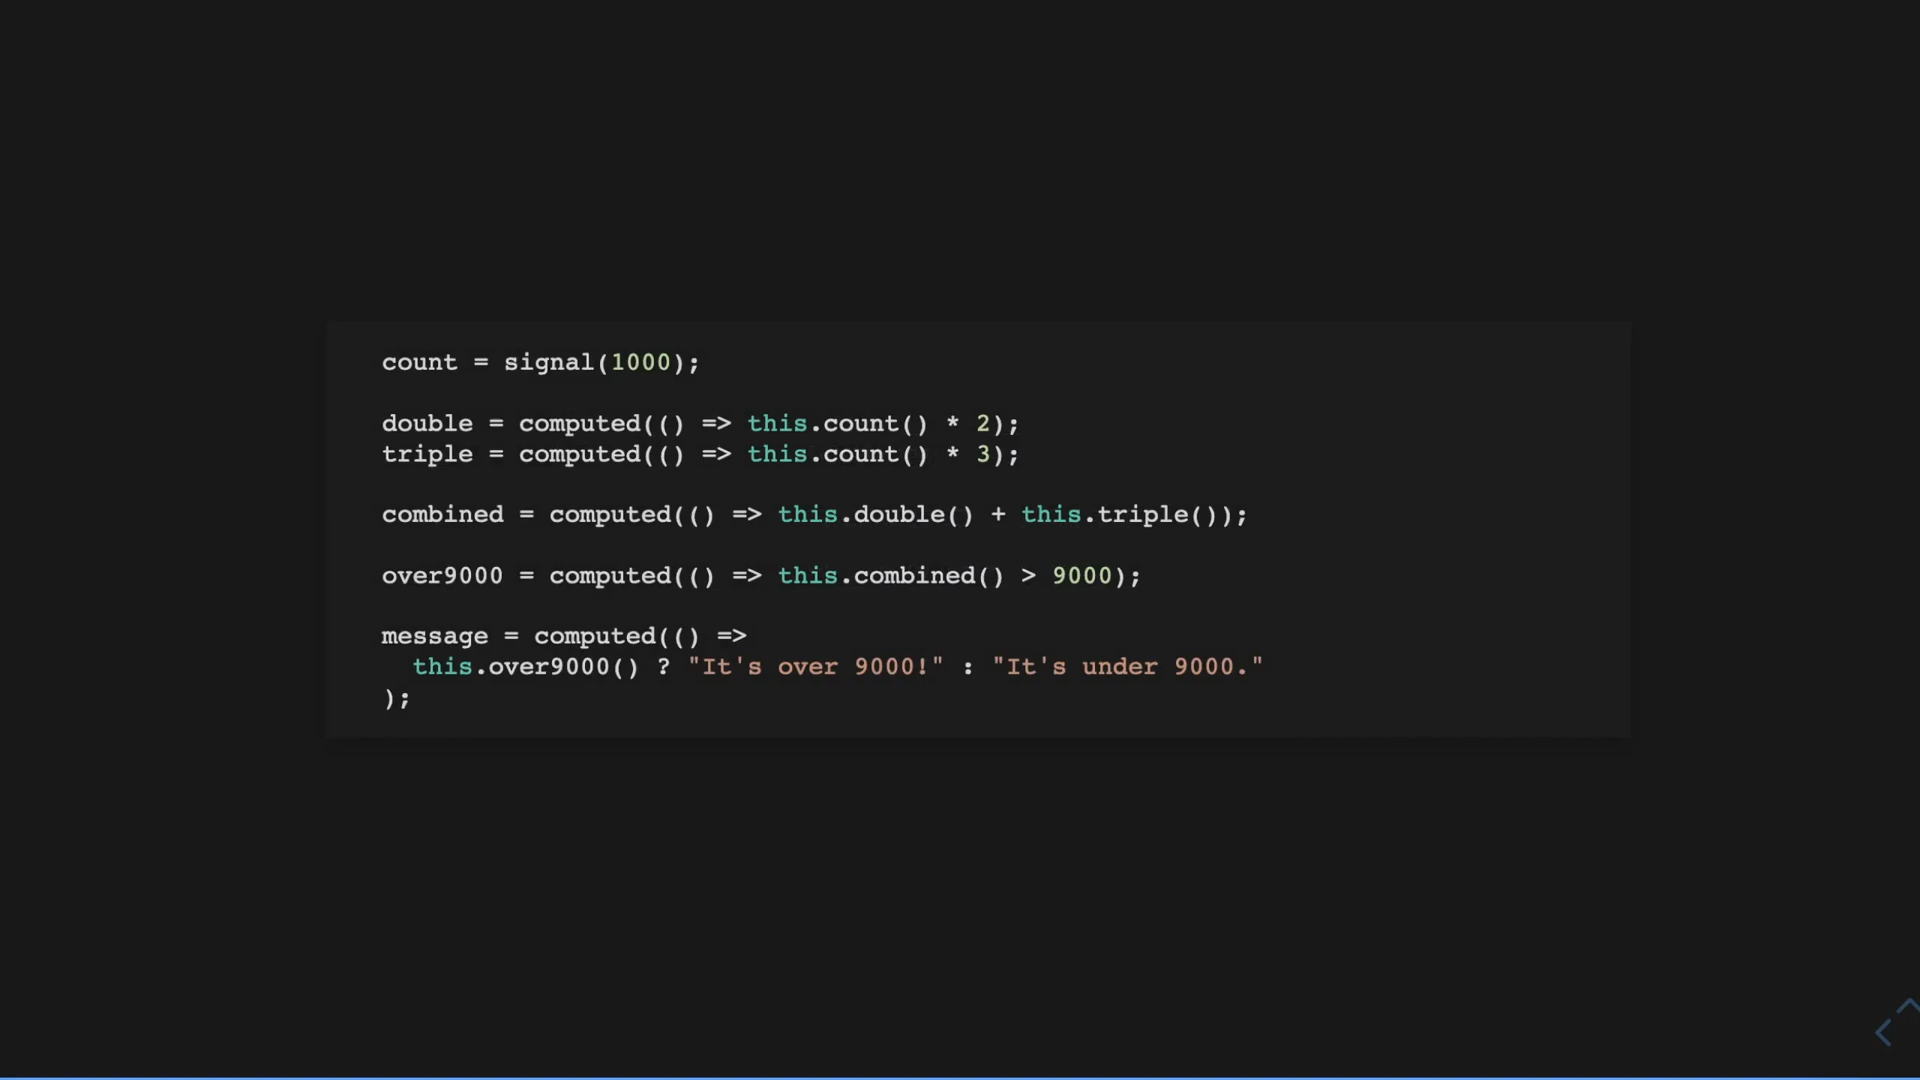 count = signal(1000);
double = computed(() => this.count() * 2);
triple = computed(() => this.count() * 3);
combined = computed(() => this.double() + this.triple());
over9000 = computed(() => this.combined() > 9000);
message = computed(() =>
  this.over9000() ? "It's over 9000!" : "It's under 9000."
);